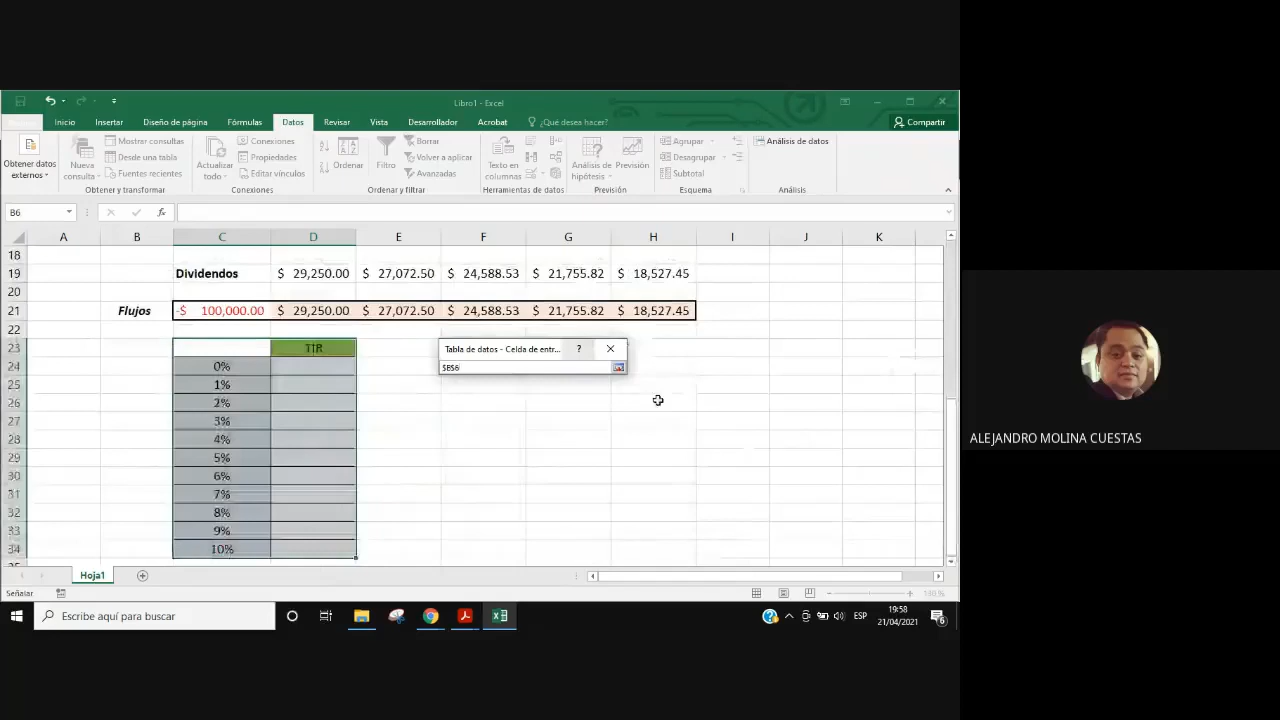 Libro1 - Excel
Inicio Insertar Diseño de página Fórmulas Datos Revisar Vista Desarrollador Acrobat ¿Qué desea hacer? Compartir
Obtener datos externos
Nueva consulta
Mostrar consultas
Desde una tabla
Fuentes recientes
Obtener y transformar
Actualizar todo
Conexiones
Propiedades
Editar vínculos
Conexiones
Ordenar
Filtro
Borrar
Volver a aplicar
Avanzadas
Ordenar y filtrar
Texto en columnas
Herramientas de datos
Análisis de hipótesis
Previsión
Previsión
Agrupar
Desagrupar
Subtotal
Esquema
Análisis de datos
Análisis
B6
A B C D E F G H I J K
18
19 Dividendos $ 29,250.00 $ 27,072.50 $ 24,588.53 $ 21,755.82 $ 18,527.45
20
21 Flujos -$ 100,000.00 $ 29,250.00 $ 27,072.50 $ 24,588.53 $ 21,755.82 $ 18,527.45
22
23 TIR
Tabla de datos - Celda de entr... ?
$B$6
24 0%
25 1%
26 2%
27 3%
28 4%
29 5%
30 6%
31 7%
32 8%
33 9%
34 10%
Hoja1
Señalar
Escribe aquí para buscar
ESP
19:58
21/04/2021
6
ALEJANDRO MOLINA CUESTAS